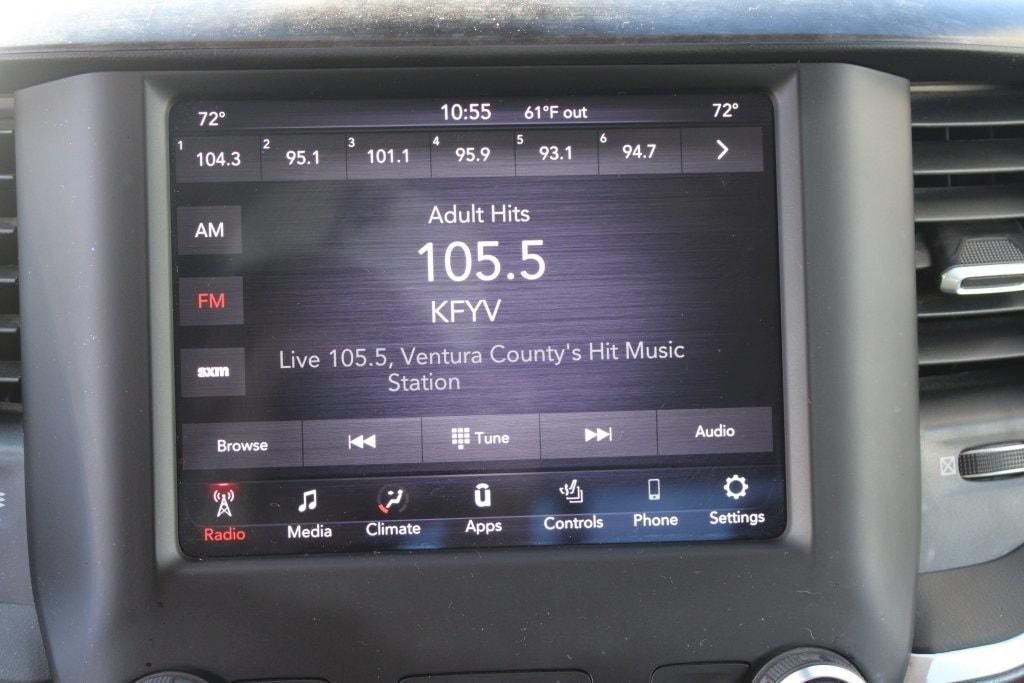 72° 10:55 61°F out 72°
1 104.3 2 95.1 3 101.1 4 95.9 5 93.1 6 94.7
Adult Hits
AM
105.5
FM
KFYV
Live 105.5, Ventura County's Hit Music
Station
sxm
Browse Tune Audio
Radio Media Climate Apps Controls Phone Settings